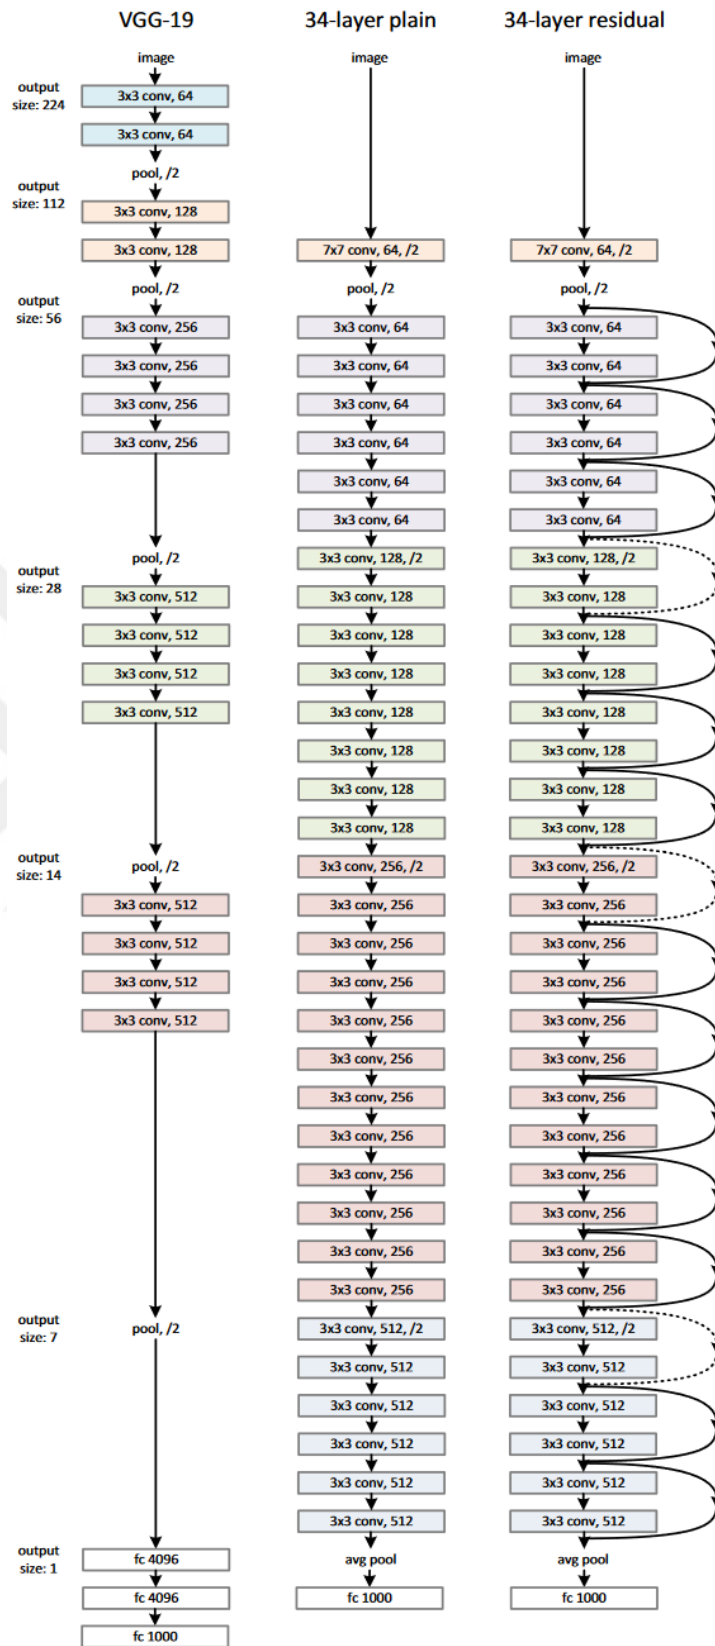 VGG-19
image
output
size: 224
3x3 conv, 64
3x3 conv, 64
pool, /2
output
size: 112
3x3 conv, 128
3x3 conv, 128
pool, /2
output
size: 56
3x3 conv, 256
3x3 conv, 256
3x3 conv, 256
3x3 conv, 256
pool, /2
output
size: 28
3x3 conv, 512
3x3 conv, 512
3x3 conv, 512
3x3 conv, 512
output
size: 14
pool, /2
3x3 conv, 512
3x3 conv, 512
3x3 conv, 512
3x3 conv, 512
output
size: 7
pool, /2
output
size: 1
fc 4096
fc 4096
fc 1000
34-layer plain
image
7x7 conv, 64, /2
pool, /2
3x3 conv, 64
3x3 conv, 64
3x3 conv, 64
3x3 conv, 64
3x3 conv, 64
3x3 conv, 64
3x3 conv, 128, /2
3x3 conv, 128
3x3 conv, 128
3x3 conv, 128
3x3 conv, 128
3x3 conv, 128
3x3 conv, 128
3x3 conv, 128
3x3 conv, 256, /2
3x3 conv, 256
3x3 conv, 256
3x3 conv, 256
3x3 conv, 256
3x3 conv, 256
3x3 conv, 256
3x3 conv, 256
3x3 conv, 256
3x3 conv, 256
3x3 conv, 256
3x3 conv, 256
3x3 conv, 512, /2
3x3 conv, 512
3x3 conv, 512
3x3 conv, 512
3x3 conv, 512
3x3 conv, 512
avg pool
fc 1000
34-layer residual
image
7x7 conv, 64, /2
pool, /2
3x3 conv, 64
3x3 conv, 64
3x3 conv, 64
3x3 conv, 64
3x3 conv, 64
3x3 conv, 64
3x3 conv, 128, /2
3x3 conv, 128
3x3 conv, 128
3x3 conv, 128
3x3 conv, 128
3x3 conv, 128
3x3 conv, 128
3x3 conv, 128
3x3 conv, 256, /2
3x3 conv, 256
3x3 conv, 256
3x3 conv, 256
3x3 conv, 256
3x3 conv, 256
3x3 conv, 256
3x3 conv, 256
3x3 conv, 256
3x3 conv, 256
3x3 conv, 256
3x3 conv, 256
3x3 conv, 512, /2
3x3 conv, 512
3x3 conv, 512
3x3 conv, 512
3x3 conv, 512
3x3 conv, 512
avg pool
fc 1000